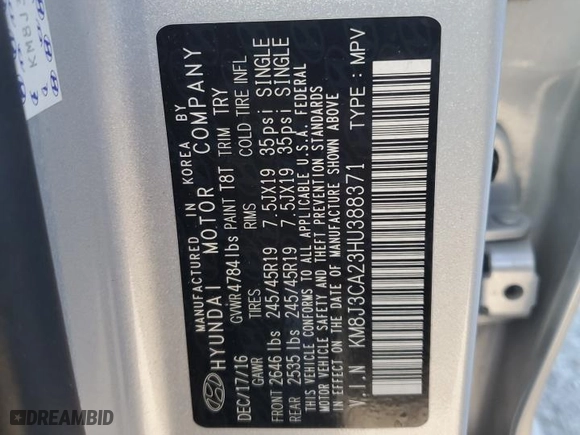 KM8J3
MANUFACTURED IN KOREA BY
HYUNDAI MOTOR COMPANY
DEC/17/16 GVWR 4784 lbs PAINT T8T TRIM TRY
GAWR TIRES RIMS COLD TIRE INFL
FRONT 2646 lbs 245/45R19 7.5JX19 35psi SINGLE
REAR 2535 lbs 245/45R19 7.5JX19 35psi SINGLE
THIS VEHICLE CONFORMS TO ALL APPLICABLE U.S.A. FEDERAL
MOTOR VEHICLE SAFETY AND THEFT PREVENTION STANDARDS
IN EFFECT ON THE DATE OF MANUFACTURE SHOWN ABOVE
V.I.N KM8J3CA23HU388371 TYPE : MPV
DREAMBID